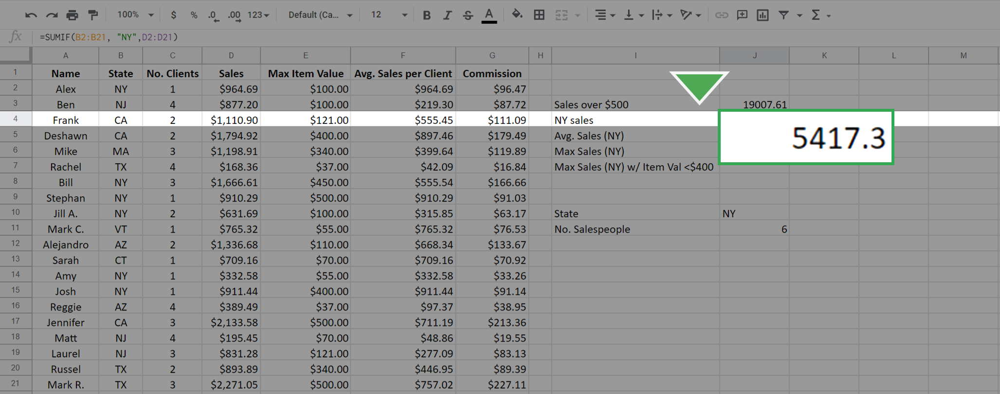 100% $ % .0 .00 123 Default (Ca... 12 B I S A Σ
fx =SUMIF(B2:B21, "NY",D2:D21)
A B C D E F G H I J K L M
1 Name State No. Clients Sales Max Item Value Avg. Sales per Client Commission
2 Alex NY 1 $964.69 $100.00 $964.69 $96.47
3 Ben NJ 4 $877.20 $100.00 $219.30 $87.72 Sales over $500 19007.61
4 Frank CA 2 $1,110.90 $121.00 $555.45 $111.09 NY sales 5417.3
5 Deshawn CA 2 $1,794.92 $400.00 $897.46 $179.49 Avg. Sales (NY)
6 Mike MA 3 $1,198.91 $340.00 $399.64 $119.89 Max Sales (NY)
7 Rachel TX 4 $168.36 $37.00 $42.09 $16.84 Max Sales (NY) w/ Item Val <$400
8 Bill NY 3 $1,666.61 $450.00 $555.54 $166.66
9 Stephan NY 1 $910.29 $500.00 $910.29 $91.03
10 Jill A. NY 2 $631.69 $100.00 $315.85 $63.17 State NY
11 Mark C. VT 1 $765.32 $55.00 $765.32 $76.53 No. Salespeople 6
12 Alejandro AZ 2 $1,336.68 $110.00 $668.34 $133.67
13 Sarah CT 1 $709.16 $70.00 $709.16 $70.92
14 Amy NY 1 $332.58 $55.00 $332.58 $33.26
15 Josh NY 1 $911.44 $400.00 $911.44 $91.14
16 Reggie AZ 4 $389.49 $37.00 $97.37 $38.95
17 Jennifer CA 3 $2,133.58 $500.00 $711.19 $213.36
18 Matt NJ 4 $195.45 $70.00 $48.86 $19.55
19 Laurel NJ 3 $831.28 $121.00 $277.09 $83.13
20 Russel TX 2 $893.89 $340.00 $446.95 $89.39
21 Mark R. TX 3 $2,271.05 $500.00 $757.02 $227.11